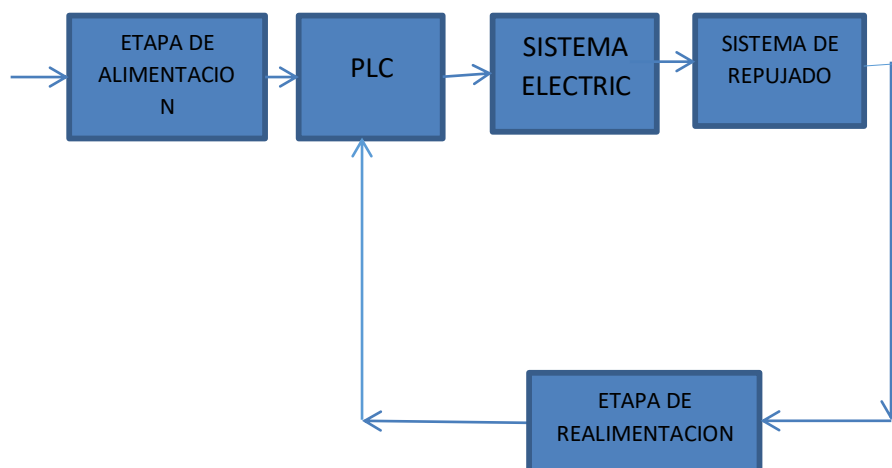 ETAPA DE
ALIMENTACIO
N
PLC
SISTEMA
ELECTRIC
SISTEMA DE
REPUJADO
ETAPA DE
REALIMENTACION